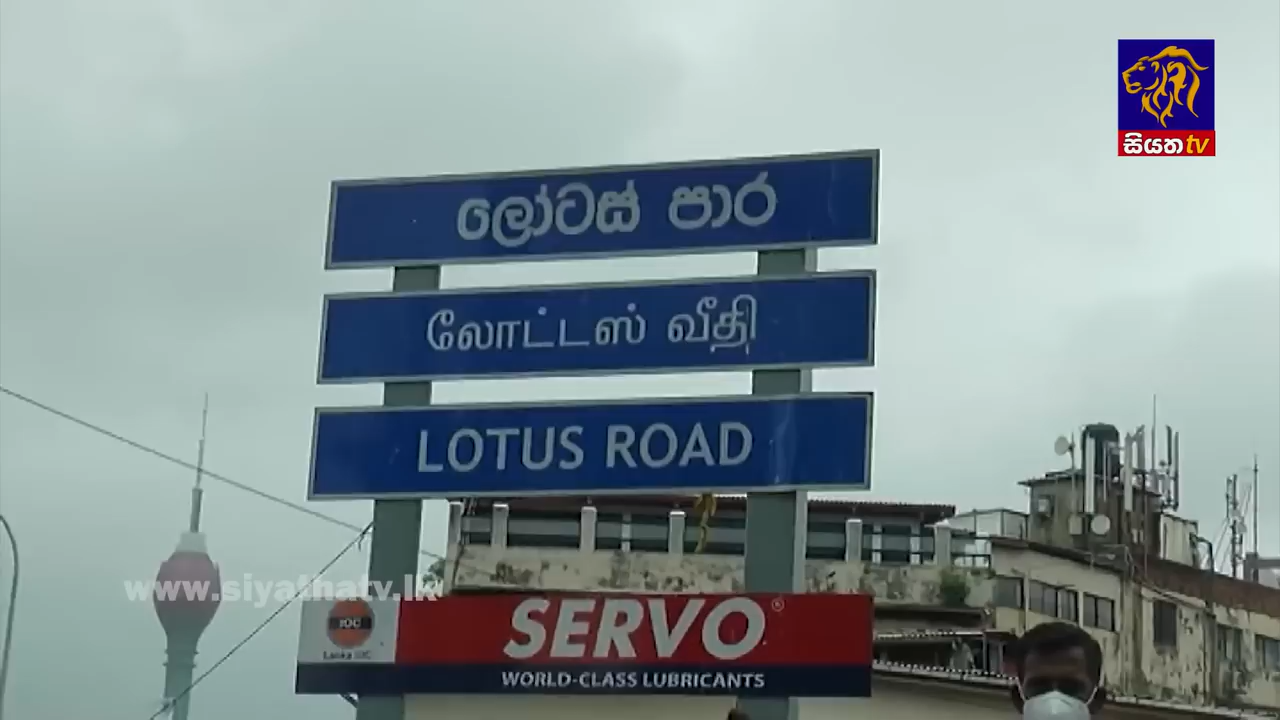 සියත tv
ලෝටස් පාර
லோட்டஸ் வீதி
LOTUS ROAD
www.siyathatv.lk
IOC
Lanka IOC
SERVO®
WORLD-CLASS LUBRICANTS